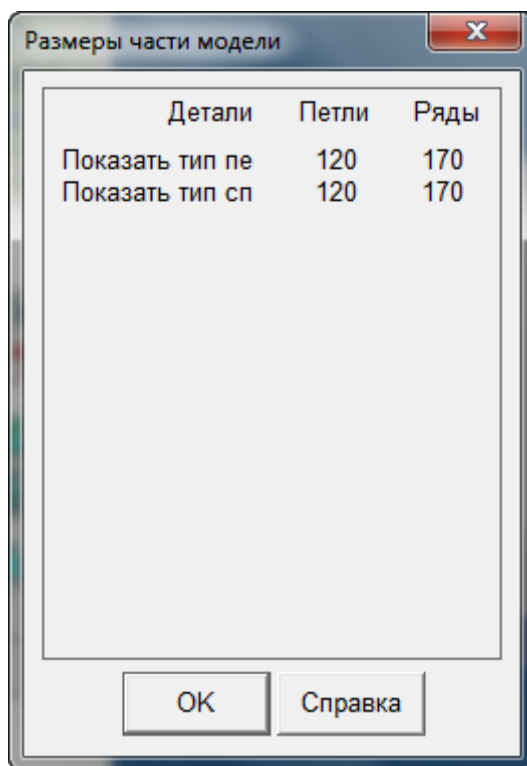 Размеры части модели
Детали Петли Ряды
Показать тип пе 120 170
Показать тип сп 120 170
OK Справка